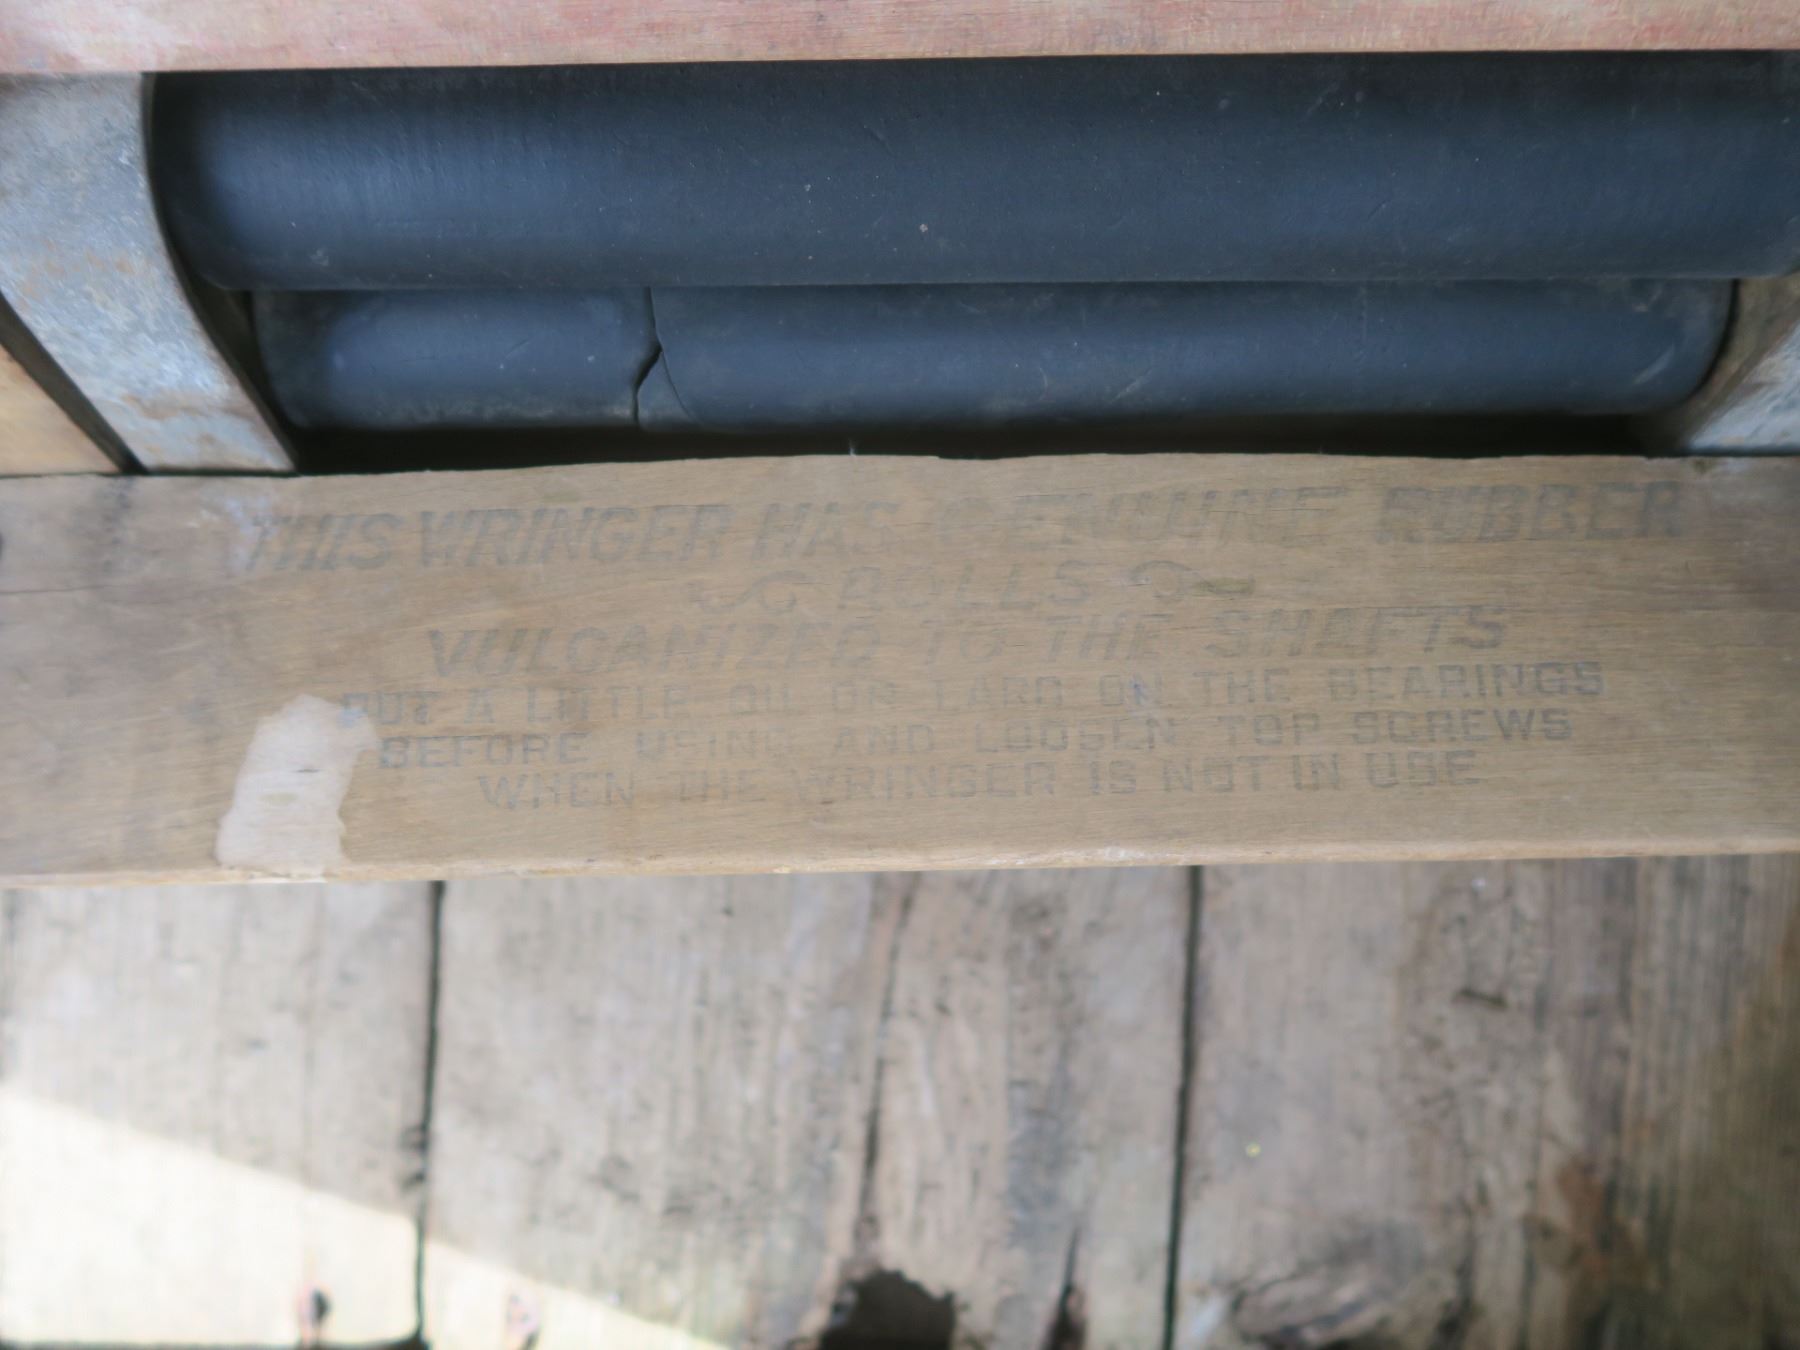 THIS WRINGER HAS GENUINE RUBBER
ROLLS
VULCANIZED TO THE SHAFTS
PUT A LITTLE OIL OR LARD ON THE BEARINGS
BEFORE USING AND LOOSEN TOP SCREWS
WHEN THE WRINGER IS NOT IN USE